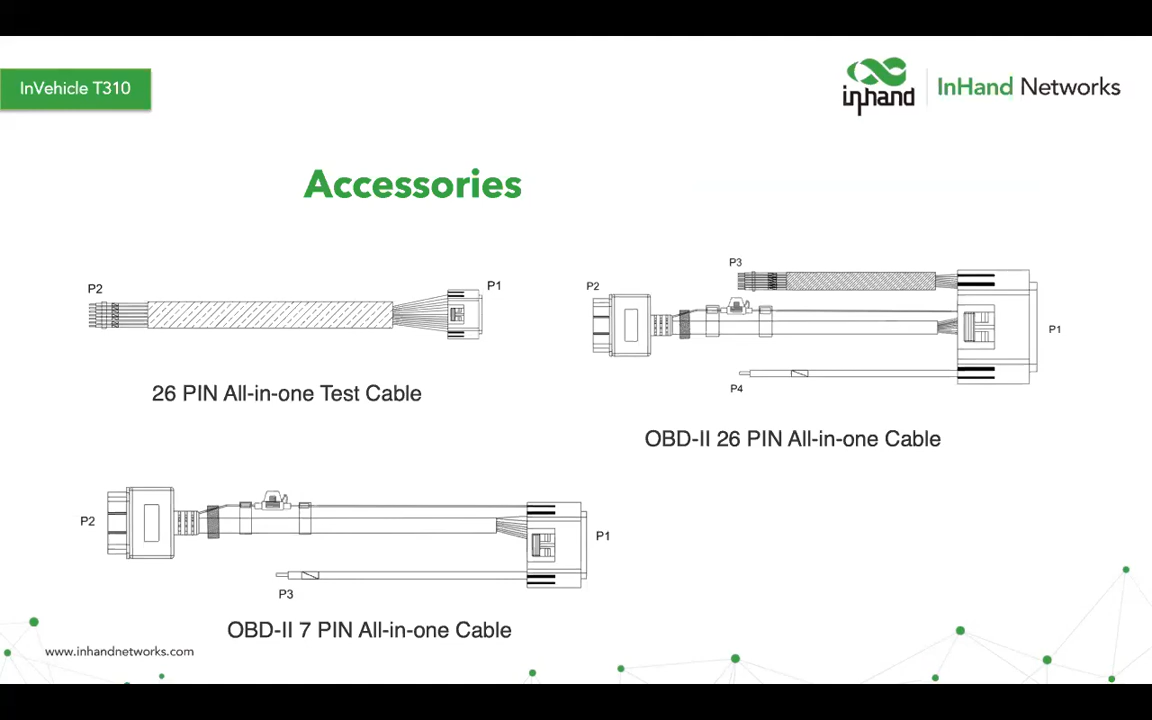 InVehicle T310
inhand
InHand Networks
Accessories
P2
P1
26 PIN All-in-one Test Cable
P3
P2
P1
P4
OBD-II 26 PIN All-in-one Cable
P2
P1
P3
OBD-II 7 PIN All-in-one Cable
www.inhandnetworks.com